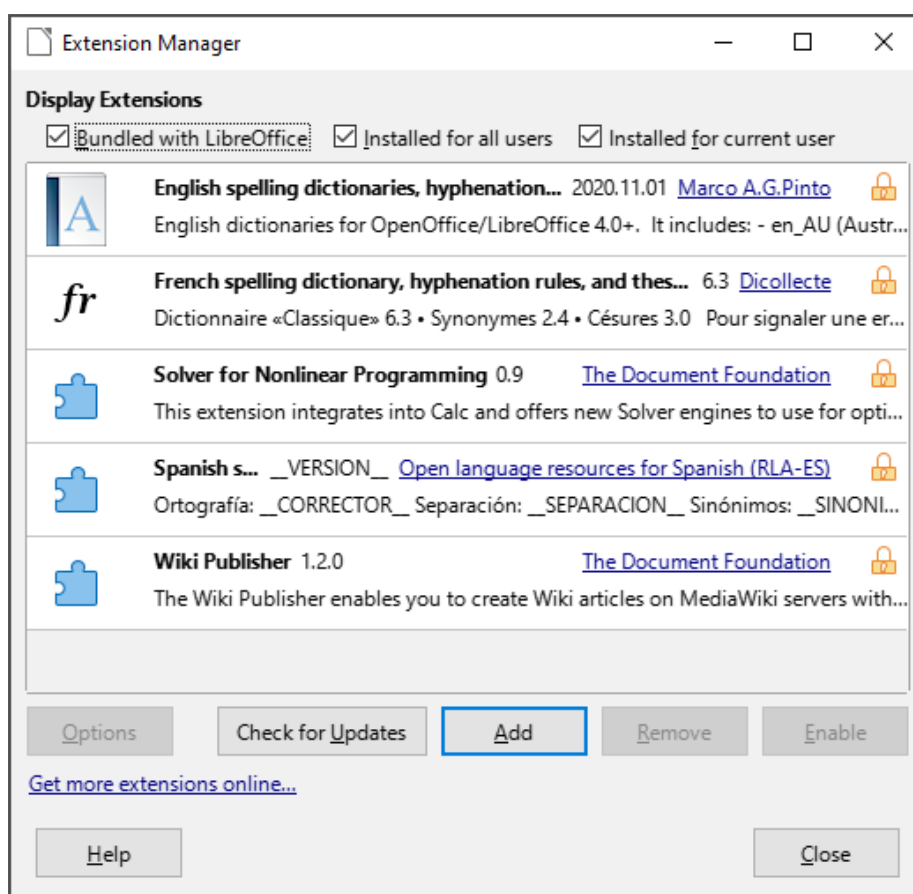 Extension Manager
Display Extensions
Bundled with LibreOffice Installed for all users Installed for current user
A English spelling dictionaries, hyphenation... 2020.11.01 Marco A.G.Pinto
English dictionaries for OpenOffice/LibreOffice 4.0+. It includes: - en_AU (Austr...
fr French spelling dictionary, hyphenation rules, and thes... 6.3 Dicollecte
Dictionnaire «Classique» 6.3 • Synonymes 2.4 • Césures 3.0 Pour signaler une er...
Solver for Nonlinear Programming 0.9 The Document Foundation
This extension integrates into Calc and offers new Solver engines to use for opti...
Spanish s... __VERSION__ Open language resources for Spanish (RLA-ES)
Ortografía: __CORRECTOR__ Separación: __SEPARACION__ Sinónimos: __SINONI...
Wiki Publisher 1.2.0 The Document Foundation
The Wiki Publisher enables you to create Wiki articles on MediaWiki servers with...
Options Check for Updates Add Remove Enable
Get more extensions online...
Help Close